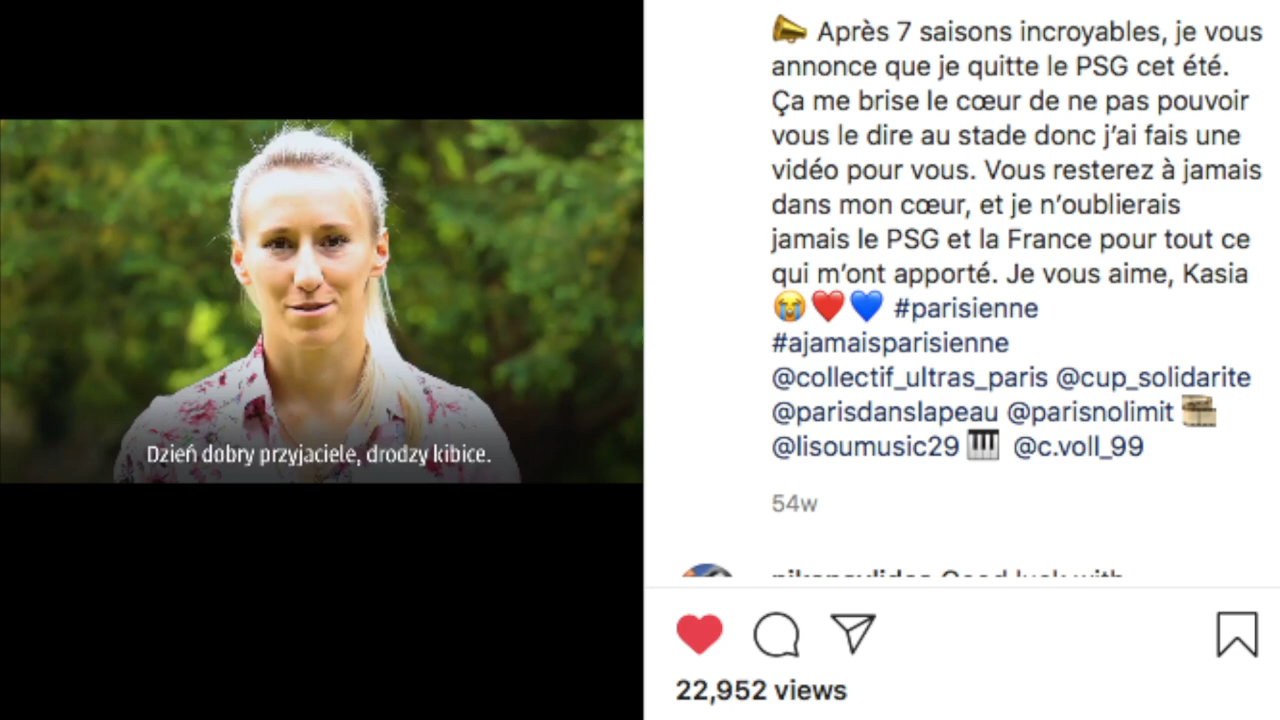 📣 Après 7 saisons incroyables, je vous
annonce que je quitte le PSG cet été.
Ça me brise le cœur de ne pas pouvoir
vous le dire au stade donc j’ai fais une
vidéo pour vous. Vous resterez à jamais
dans mon cœur, et je n’oublierais
jamais le PSG et la France pour tout ce
qui m’ont apporté. Je vous aime, Kasia
😭❤️💙 #parisienne
#ajamaisparisienne
@collectif_ultras_paris @cup_solidarite
@parisdanslapeau @parisnolimit 🎞️
@lisoumusic29 🎹 @c.voll_99
54w
Dzień dobry przyjaciele, drodzy kibice.
22,952 views